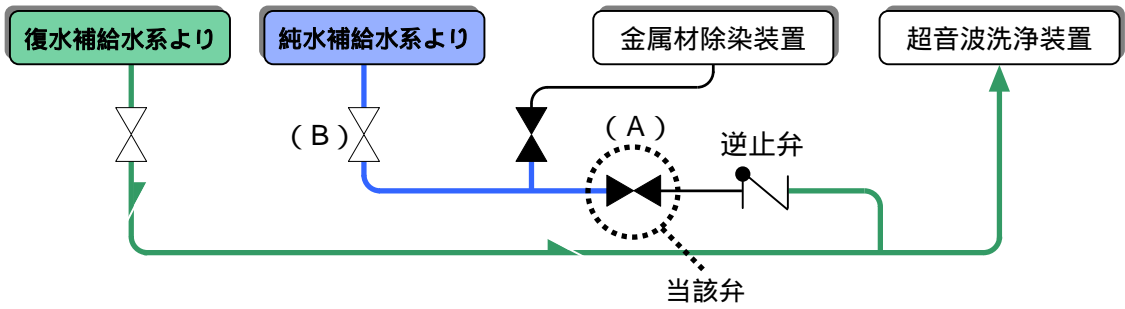 復水補給水系より
純水補給水系より
金属材除染装置
超音波洗浄装置
(B)
(A)
逆止弁
当該弁